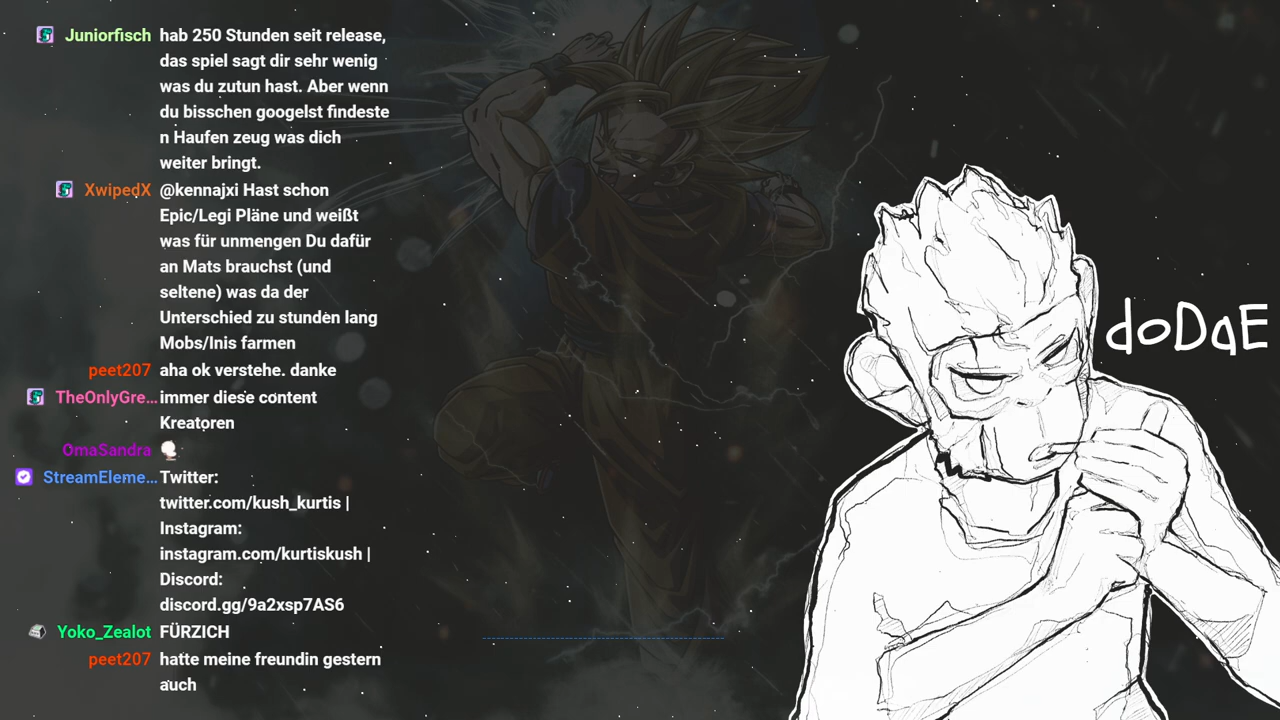 Juniorfisch hab 250 Stunden seit release,
das spiel sagt dir sehr wenig
was du zutun hast. Aber wenn
du bisschen googelst findeste
n Haufen zeug was dich
weiter bringt.
XwipedX @kennajxi Hast schon
Epic/Legi Pläne und weißt
was für unmengen Du dafür
an Mats brauchst (und
seltene) was da der
Unterschied zu stunden lang
Mobs/Inis farmen
peet207 aha ok verstehe. danke
TheOnlyGre… immer diese content
Kreatoren
OmaSandra
StreamEleme… Twitter:
twitter.com/kush_kurtis |
Instagram:
instagram.com/kurtiskush |
Discord:
discord.gg/9a2xsp7AS6
Yoko_Zealot FÜRZICH
peet207 hatte meine freundin gestern
auch
doDaE